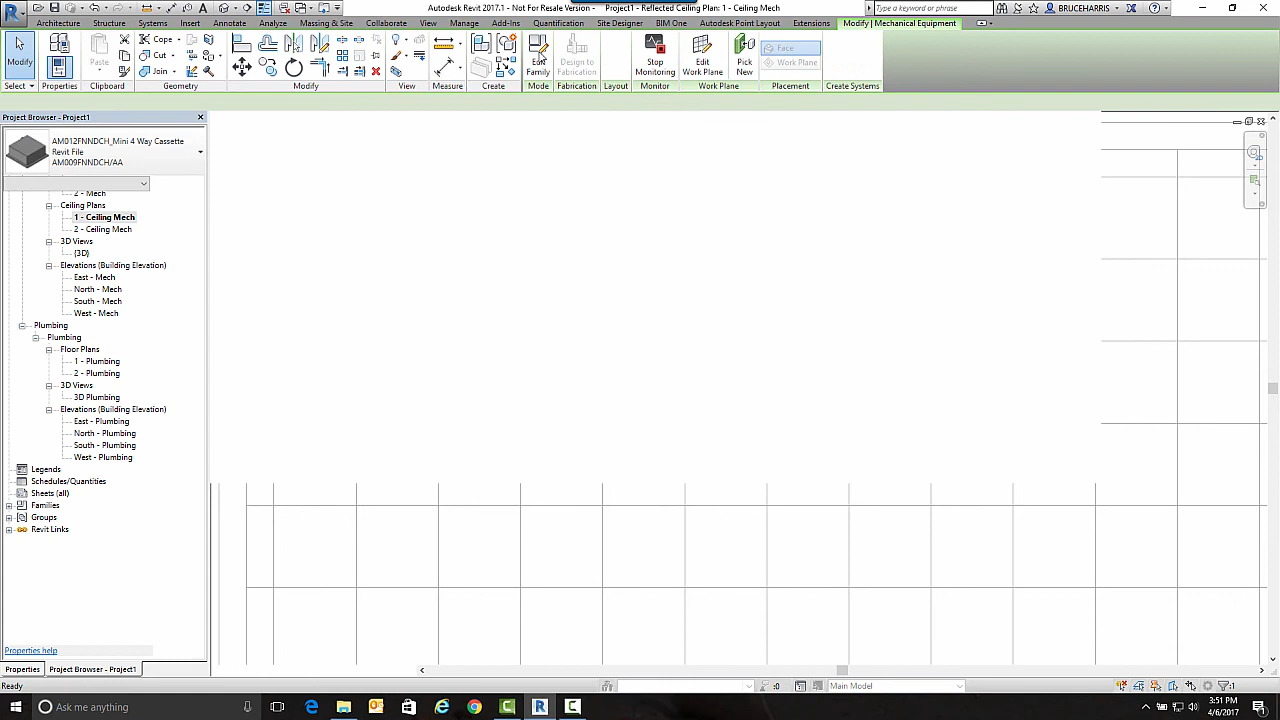 Autodesk Revit 2017.1 - Not For Resale Version - Project1 - Reflected Ceiling Plan: 1 - Ceiling Mech
Type a keyword or phrase
BRUCEHARRIS
Architecture Structure Systems Insert Annotate Analyze Massing & Site Collaborate View Manage Add-Ins Quantification Site Designer BIM One Autodesk Point Layout Extensions Modify | Mechanical Equipment
Modify
Paste
Cope
Cut
Join
Edit Family
Design to Fabrication
Stop Monitoring
Edit Work Plane
Pick New
Face
Work Plane
Select Properties Clipboard Geometry Modify View Measure Create Mode Fabrication Layout Monitor Work Plane Placement Create Systems
Project Browser - Project1
AM012FNNDCH_Mini 4 Way Cassette
Revit File
AM009FNNDCH/AA
2 - Mech
Ceiling Plans
1 - Ceiling Mech
2 - Ceiling Mech
3D Views
(3D)
Elevations (Building Elevation)
East - Mech
North - Mech
South - Mech
West - Mech
Plumbing
Plumbing
Floor Plans
1 - Plumbing
2 - Plumbing
3D Views
3D Plumbing
Elevations (Building Elevation)
East - Plumbing
North - Plumbing
South - Plumbing
West - Plumbing
Legends
Schedules/Quantities
Sheets (all)
Families
Groups
Revit Links
Properties help
Properties Project Browser - Project1
Ready
:0
Main Model
:1
Ask me anything
3:51 PM
4/6/2017